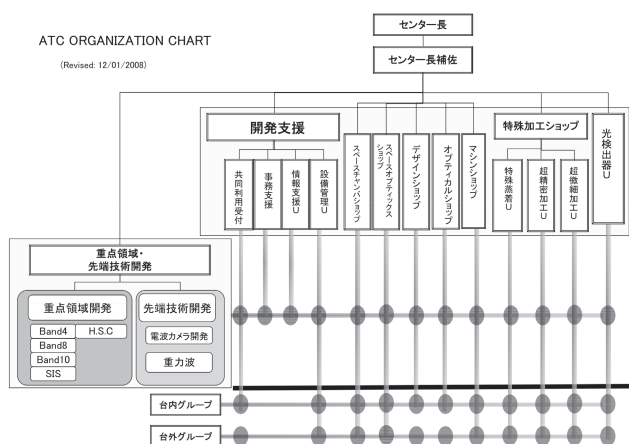 ATC ORGANIZATION CHART
(Revised: 12/01/2008)
センター長
センター長補佐
開発支援
共同利用受付
事務支援
情報支援U
設備管理U
スペースチャンバショップ
スペースオプティックス
ショップ
デザインショップ
オプティカルショップ
マシンショップ
特殊加工ショップ
特殊蒸着U
超精密加工U
超微細加工U
光検出器U
重点領域・
先端技術開発
重点領域開発
Band4
H.S.C
Band8
Band10
SIS
先端技術開発
電波カメラ開発
重力波
台内グループ
台外グループ